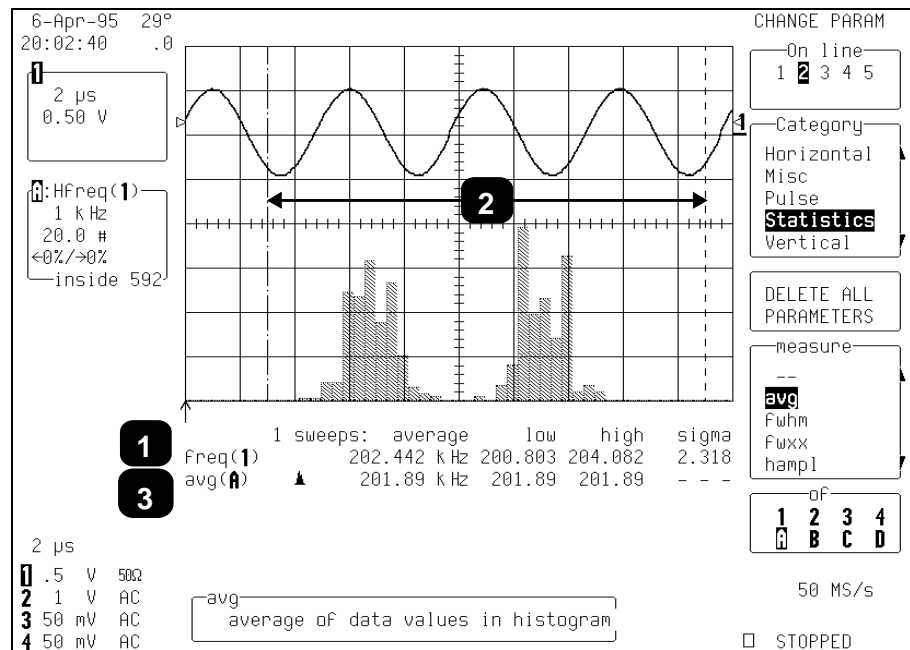 6-Apr-95 29°
20:02:40 .0
1
2 µs
0.50 V
A:Hfreq(1)
1 kHz
20.0 #
←0%/→0%
inside 592
1
2
1
3
1 sweeps: average low high sigma
freq(1) 202.442 kHz 200.803 204.082 2.318
avg(A) 201.89 kHz 201.89 201.89 - - -
2 µs
1 .5 V 50Ω
2 1 V AC
3 50 mV AC
4 50 mV AC
avg
average of data values in histogram
CHANGE PARAM
On line
1 2 3 4 5
Category
Horizontal
Misc
Pulse
Statistics
Vertical
DELETE ALL
PARAMETERS
measure
--
avg
fwhm
fwxx
hampl
of
1 2 3 4
A B C D
50 MS/s
STOPPED